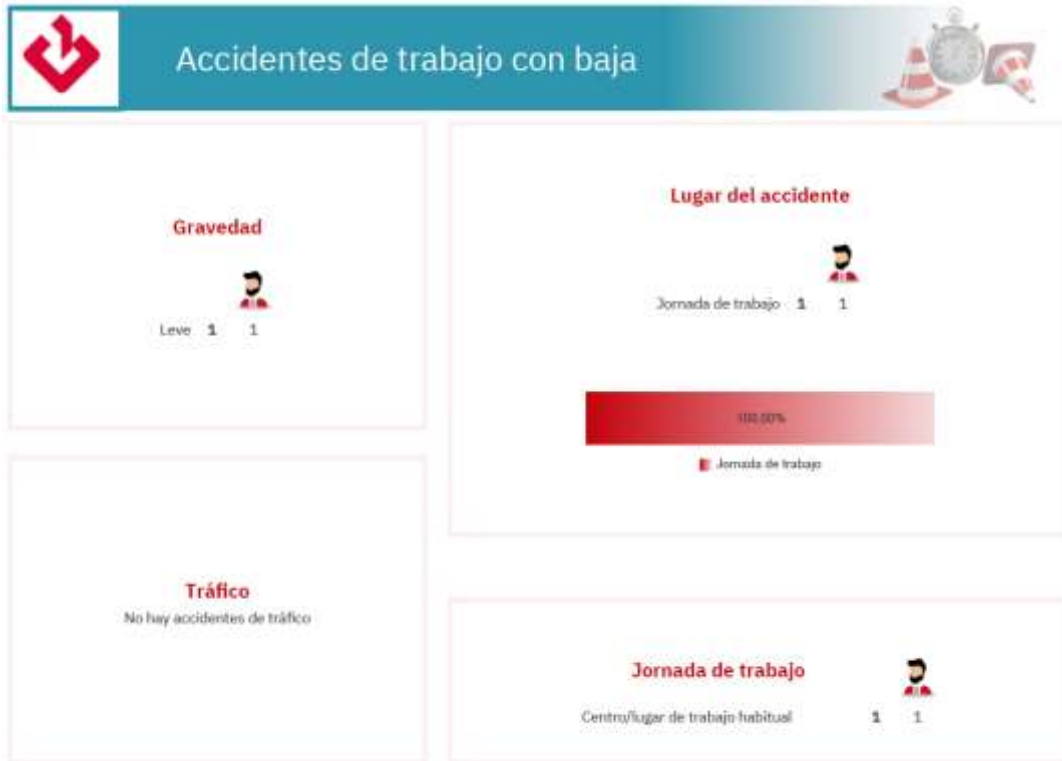 Accidentes de trabajo con baja
Gravedad
Leve 1 1
Tráfico
No hay accidentes de tráfico
Lugar del accidente
Jornada de trabajo 1 1
100,00%
Jornada de trabajo
Jornada de trabajo
Centro/lugar de trabajo habitual 1 1